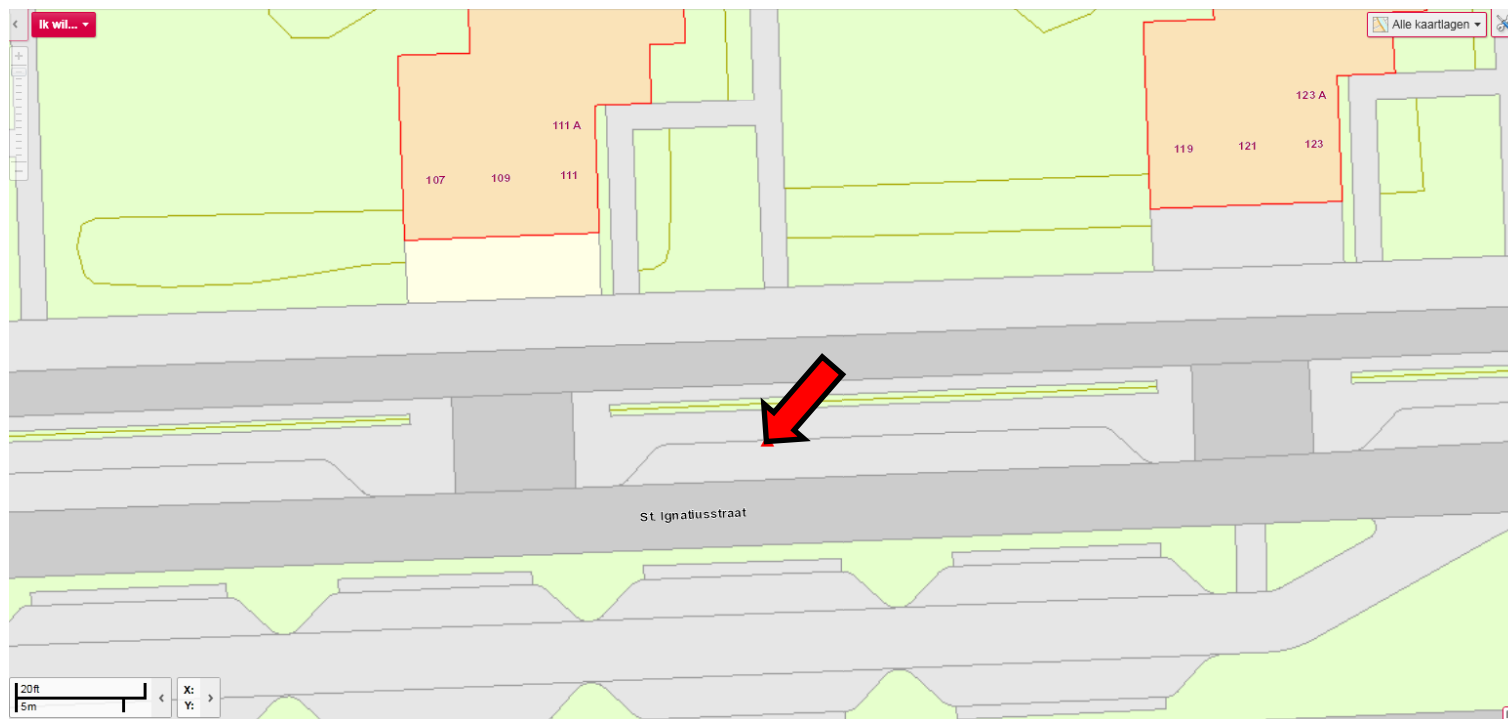 Ik wil...
Alle kaartlagen
123 A
111 A
119 121 123
107 109 111
St. Ignatiusstraat
20ft
5m
X:
Y: